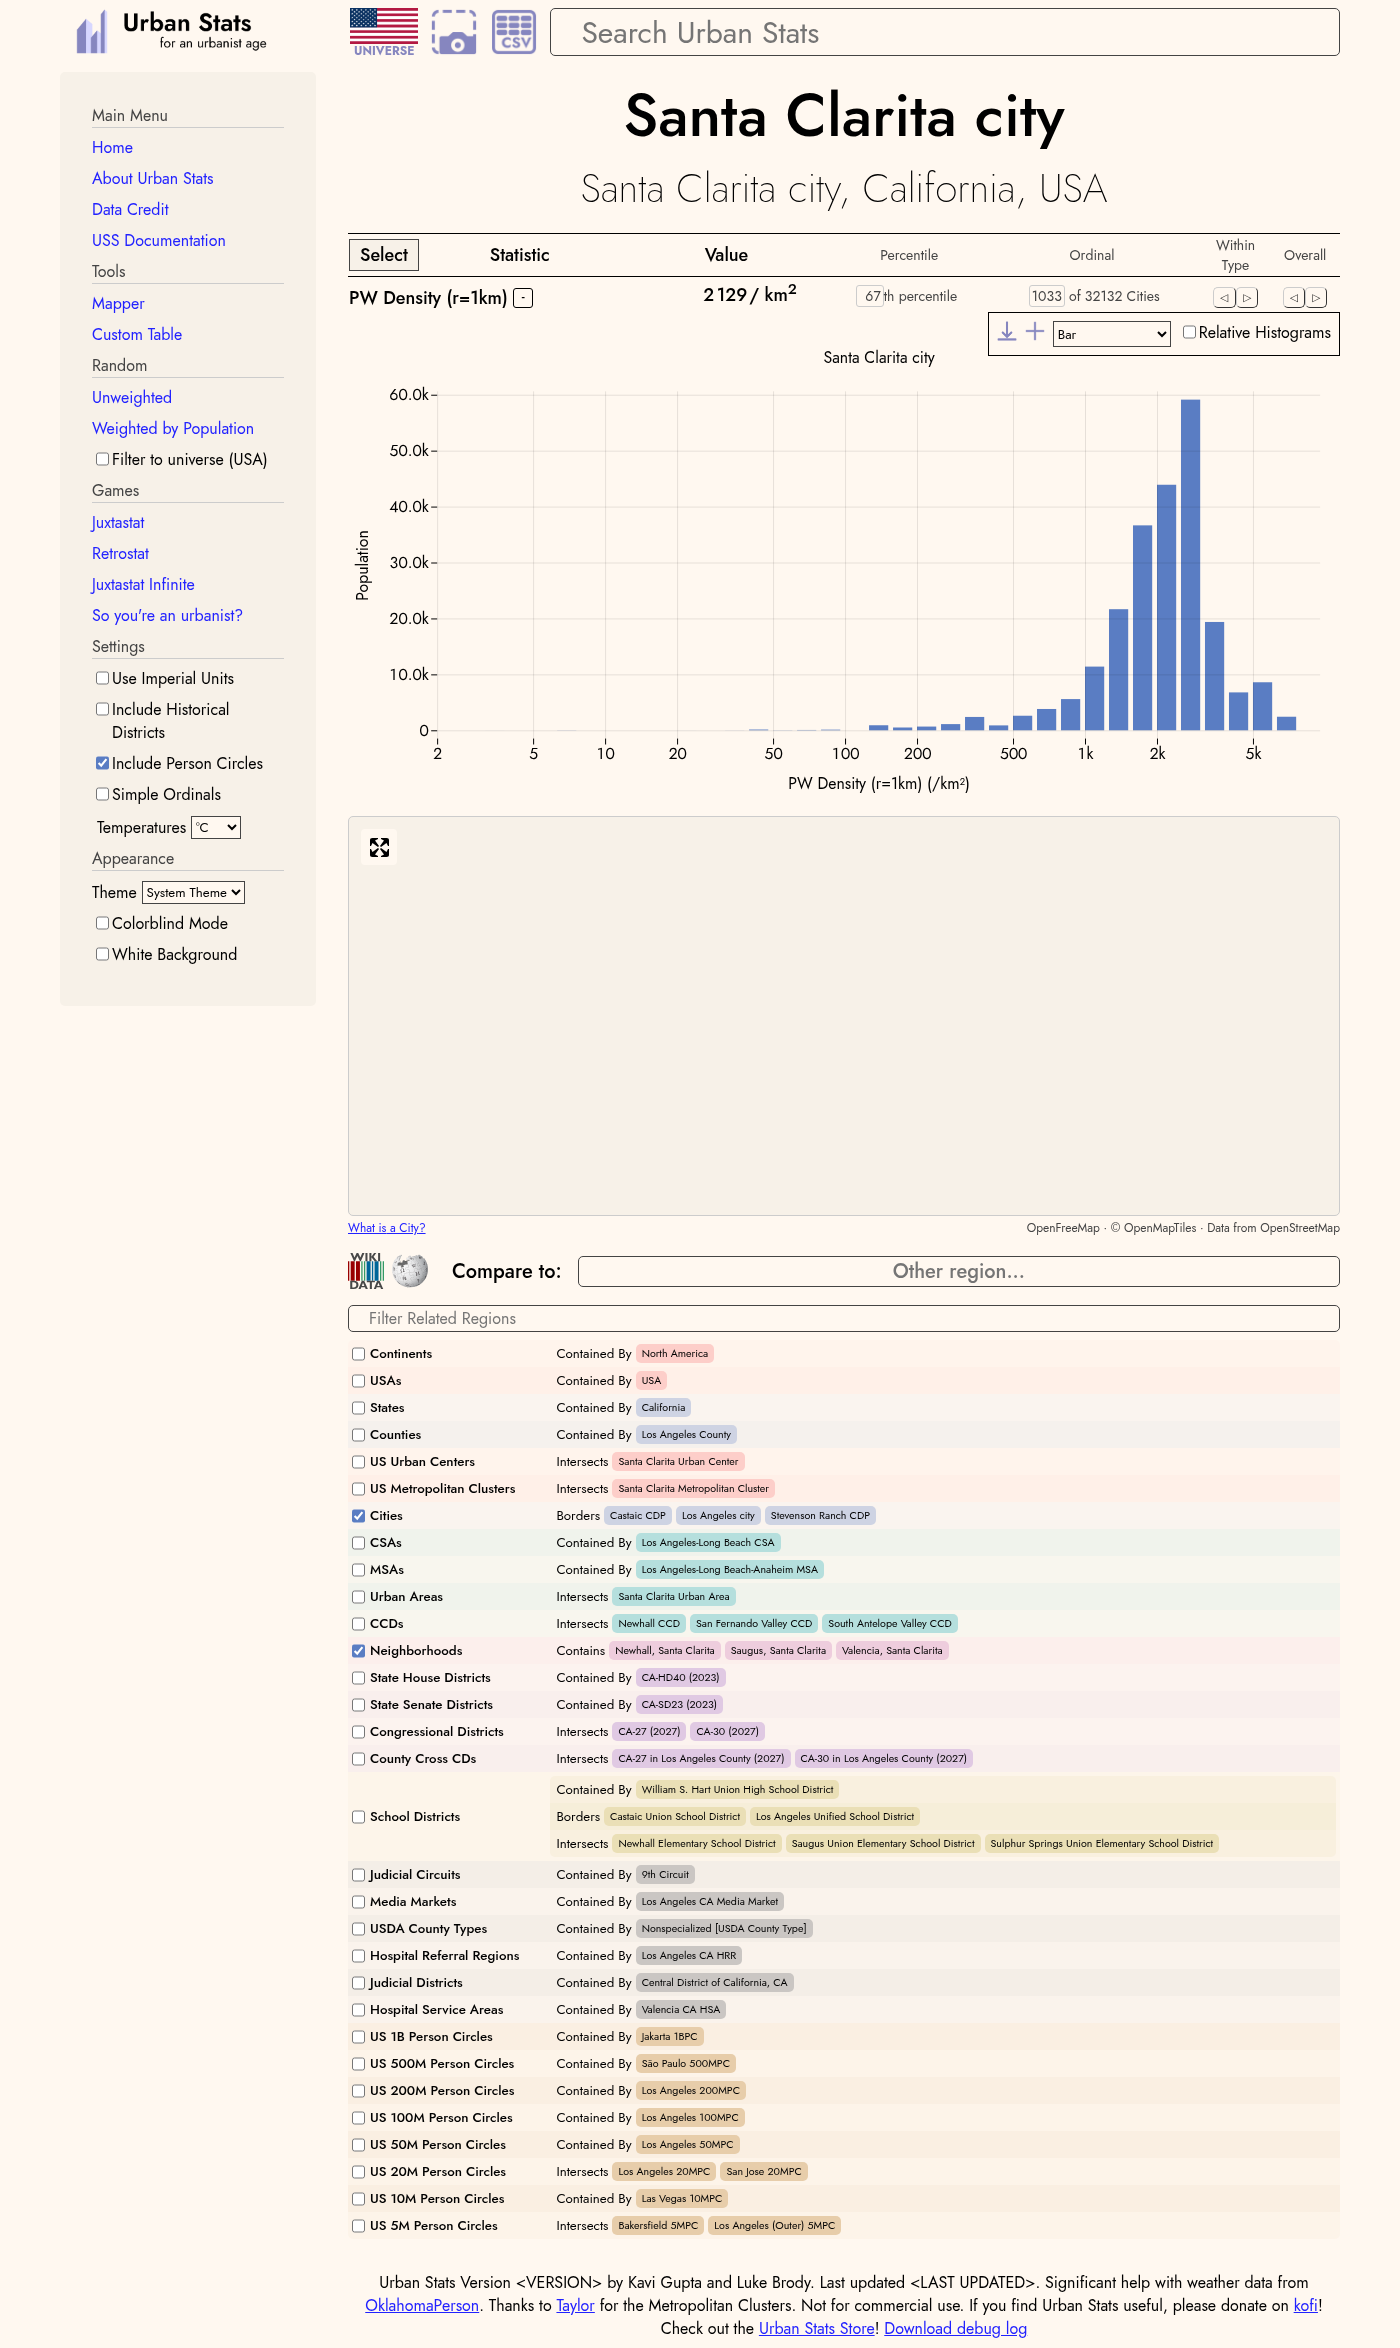 Urban Stats
for an urbanist age
UNIVERSE
CSV
Search Urban Stats
Main Menu
Home
About Urban Stats
Data Credit
USS Documentation
Tools
Mapper
Custom Table
Random
Unweighted
Weighted by Population
Filter to universe (USA)
Games
Juxtastat
Retrostat
Juxtastat Infinite
So you're an urbanist?
Settings
Use Imperial Units
Include Historical
Districts
Include Person Circles
Simple Ordinals
Temperatures °C
Appearance
Theme System Theme
Colorblind Mode
White Background
Santa Clarita city
Santa Clarita city, California, USA
Select Statistic Value Percentile Ordinal Within Type Overall
PW Density (r=1km) - 2 129 / km² 67th percentile 1033 of 32132 Cities
Bar Relative Histograms
Santa Clarita city
60.0k
50.0k
40.0k
30.0k
20.0k
10.0k
0
Population
2 5 10 20 50 100 200 500 1k 2k 5k
PW Density (r=1km) (/km²)
What is a City? OpenFreeMap · © OpenMapTiles · Data from OpenStreetMap
WIKI
DATA
Compare to: Other region...
Filter Related Regions
Continents Contained By North America
USAs Contained By USA
States Contained By California
Counties Contained By Los Angeles County
US Urban Centers Intersects Santa Clarita Urban Center
US Metropolitan Clusters Intersects Santa Clarita Metropolitan Cluster
Cities Borders Castaic CDP Los Angeles city Stevenson Ranch CDP
CSAs Contained By Los Angeles-Long Beach CSA
MSAs Contained By Los Angeles-Long Beach-Anaheim MSA
Urban Areas Intersects Santa Clarita Urban Area
CCDs Intersects Newhall CCD San Fernando Valley CCD South Antelope Valley CCD
Neighborhoods Contains Newhall, Santa Clarita Saugus, Santa Clarita Valencia, Santa Clarita
State House Districts Contained By CA-HD40 (2023)
State Senate Districts Contained By CA-SD23 (2023)
Congressional Districts Intersects CA-27 (2027) CA-30 (2027)
County Cross CDs Intersects CA-27 in Los Angeles County (2027) CA-30 in Los Angeles County (2027)
School Districts
Contained By William S. Hart Union High School District
Borders Castaic Union School District Los Angeles Unified School District
Intersects Newhall Elementary School District Saugus Union Elementary School District Sulphur Springs Union Elementary School District
Judicial Circuits Contained By 9th Circuit
Media Markets Contained By Los Angeles CA Media Market
USDA County Types Contained By Nonspecialized [USDA County Type]
Hospital Referral Regions Contained By Los Angeles CA HRR
Judicial Districts Contained By Central District of California, CA
Hospital Service Areas Contained By Valencia CA HSA
US 1B Person Circles Contained By Jakarta 1BPC
US 500M Person Circles Contained By São Paulo 500MPC
US 200M Person Circles Contained By Los Angeles 200MPC
US 100M Person Circles Contained By Los Angeles 100MPC
US 50M Person Circles Contained By Los Angeles 50MPC
US 20M Person Circles Intersects Los Angeles 20MPC San Jose 20MPC
US 10M Person Circles Contained By Las Vegas 10MPC
US 5M Person Circles Intersects Bakersfield 5MPC Los Angeles (Outer) 5MPC
Urban Stats Version <VERSION> by Kavi Gupta and Luke Brody. Last updated <LAST UPDATED>. Significant help with weather data from
OklahomaPerson. Thanks to Taylor for the Metropolitan Clusters. Not for commercial use. If you find Urban Stats useful, please donate on kofi!
Check out the Urban Stats Store! Download debug log